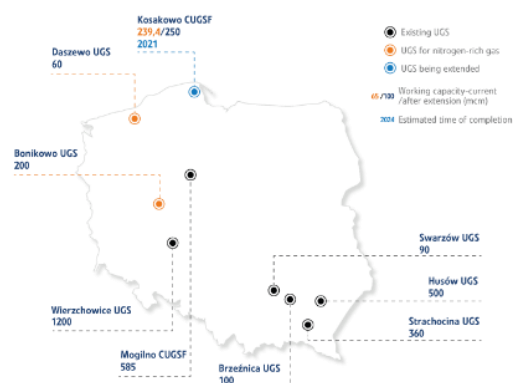 Kosakowo CUGSF
239,4/250
2021
Daszewo UGS
60
Existing UGS
UGS for nitrogen-rich gas
UGS being extended
65/100 Working capacity-current
/after extension (mcm)
2024 Estimated time of completion
Bonikowo UGS
200
Swarzów UGS
90
Husów UGS
500
Wierzchowice UGS
1200
Strachocina UGS
360
Mogilno CUGSF
585
Brzeźnica UGS
100